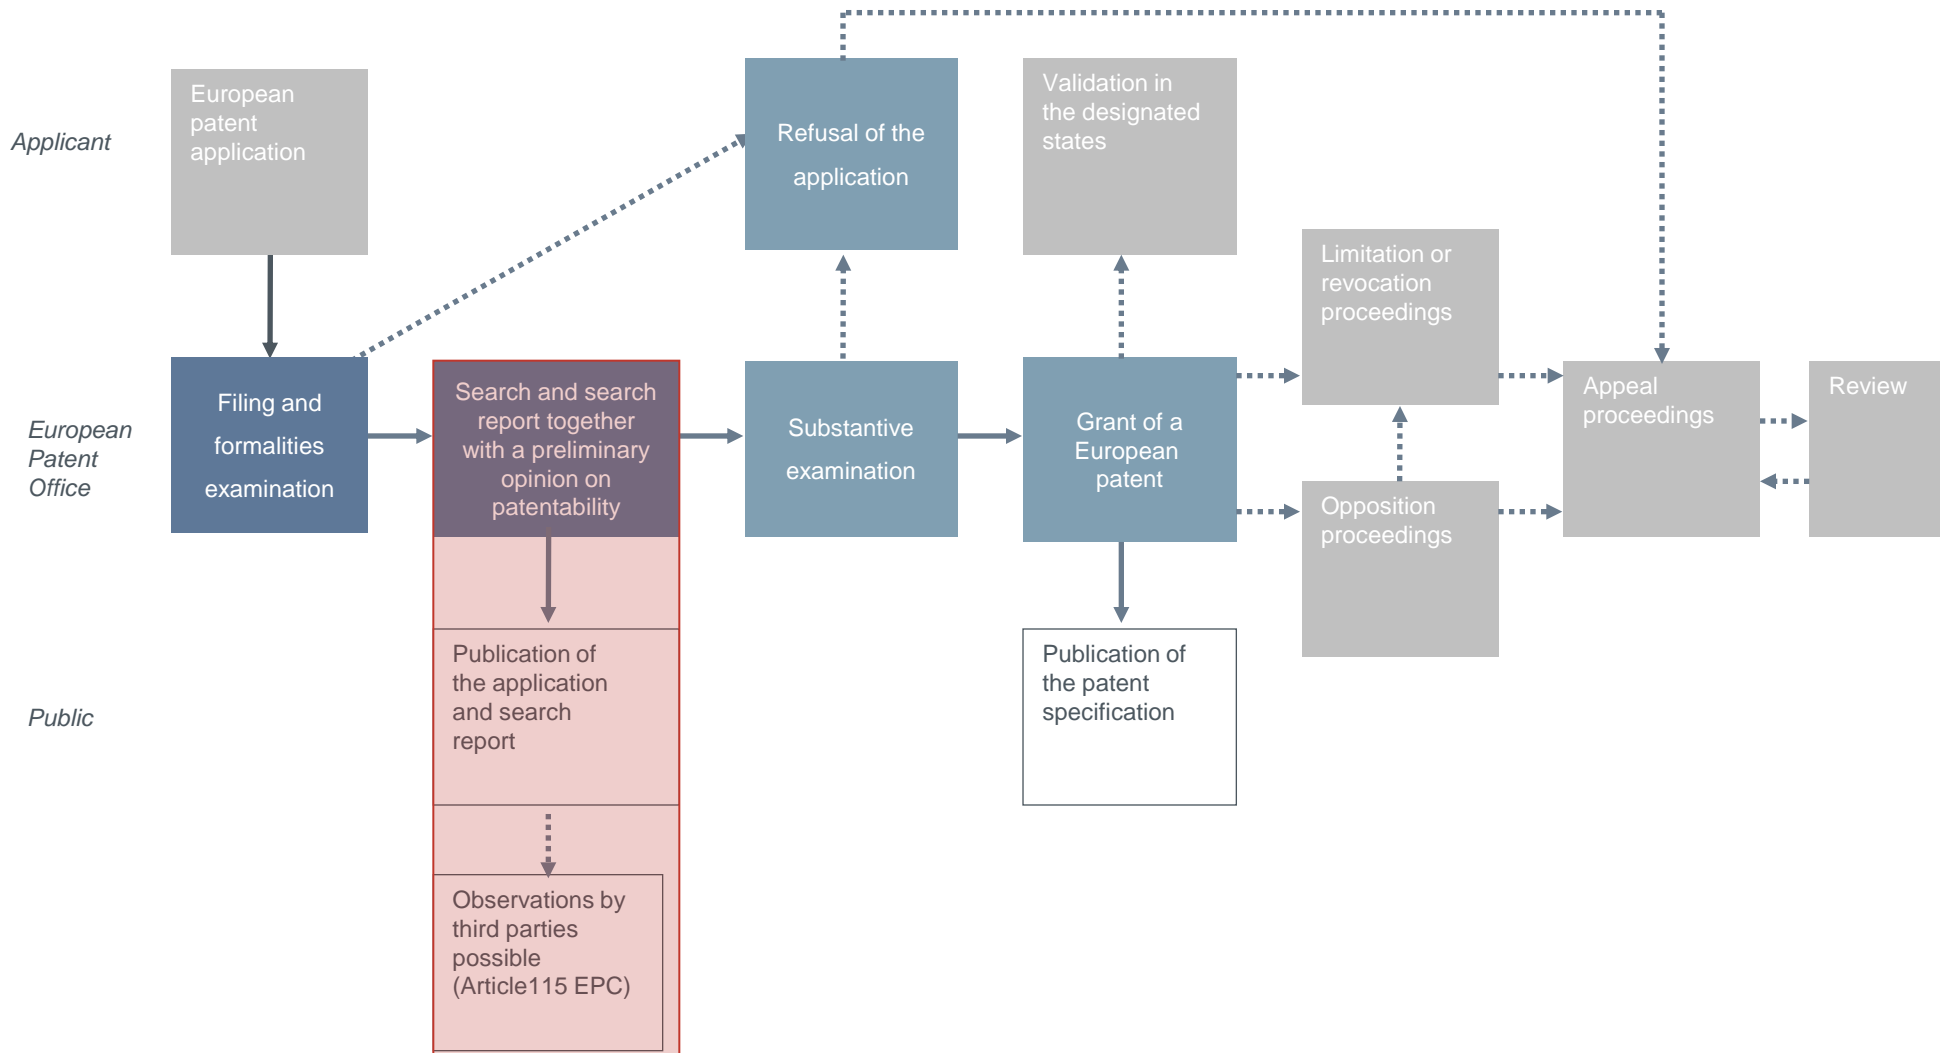 Applicant
European
patent
application
Refusal of the
application
Validation in
the designated
states
Limitation or
revocation
proceedings
European
Patent
Office
Filing and
formalities
examination
Search and search
report together
with a preliminary
opinion on
patentability
Substantive
examination
Grant of a
European
patent
Opposition
proceedings
Appeal
proceedings
Review
Public
Publication of
the application
and search
report
Publication of
the patent
specification
Observations by
third parties
possible
(Article115 EPC)